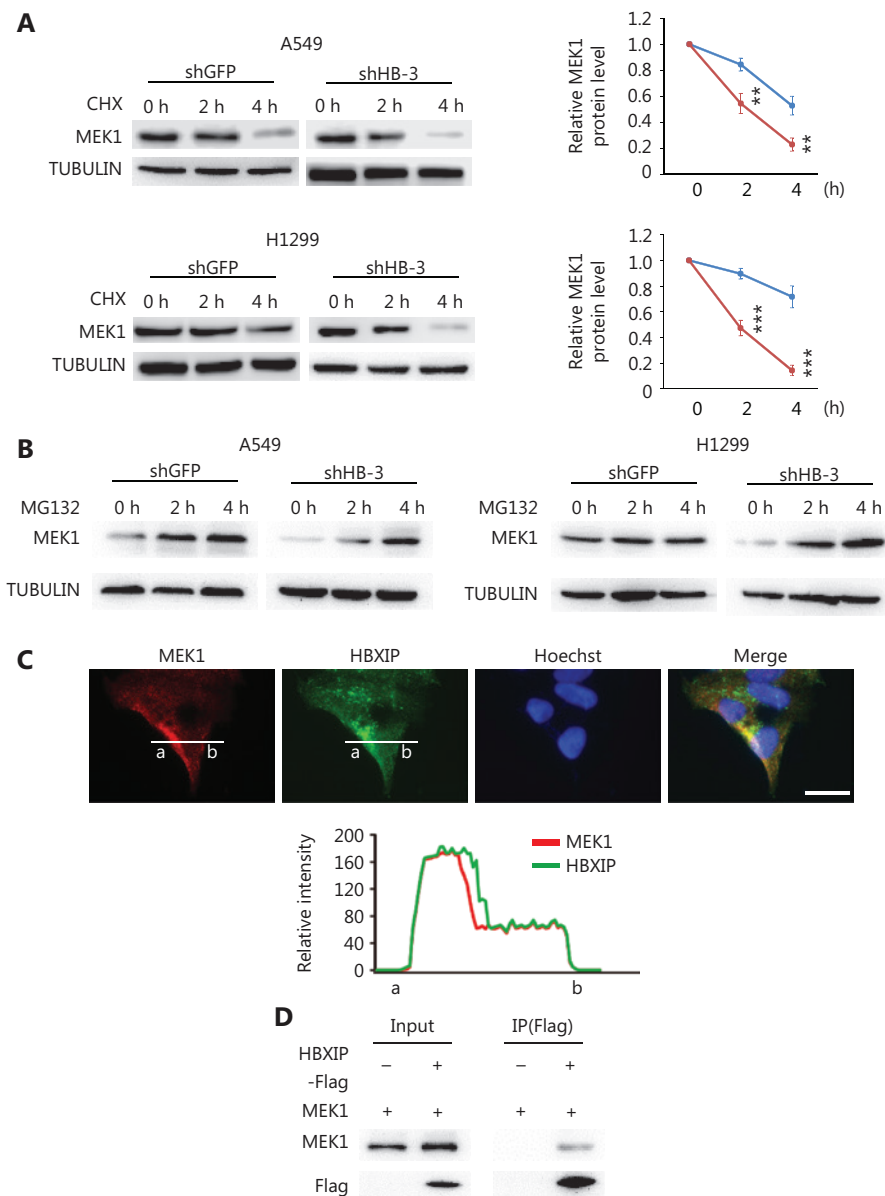 A
A549
shGFP shHB-3
CHX 0 h 2 h 4 h 0 h 2 h 4 h
MEK1
TUBULIN
Relative MEK1
protein level
1.2
1.0
0.8
0.6
0.4
0.2
0
**
**
0 2 4 (h)
H1299
shGFP shHB-3
CHX 0 h 2 h 4 h 0 h 2 h 4 h
MEK1
TUBULIN
Relative MEK1
protein level
1.2
1.0
0.8
0.6
0.4
0.2
0
***
***
0 2 4 (h)
B
A549
shGFP shHB-3
MG132 0 h 2 h 4 h 0 h 2 h 4 h
MEK1
TUBULIN
H1299
shGFP shHB-3
MG132 0 h 2 h 4 h 0 h 2 h 4 h
MEK1
TUBULIN
C
MEK1 HBXIP Hoechst Merge
a b a b
Relative intensity
200
160
120
80
40
0
MEK1
HBXIP
a b
D
Input IP(Flag)
HBXIP
-Flag
– + – +
MEK1 + + + +
MEK1
Flag